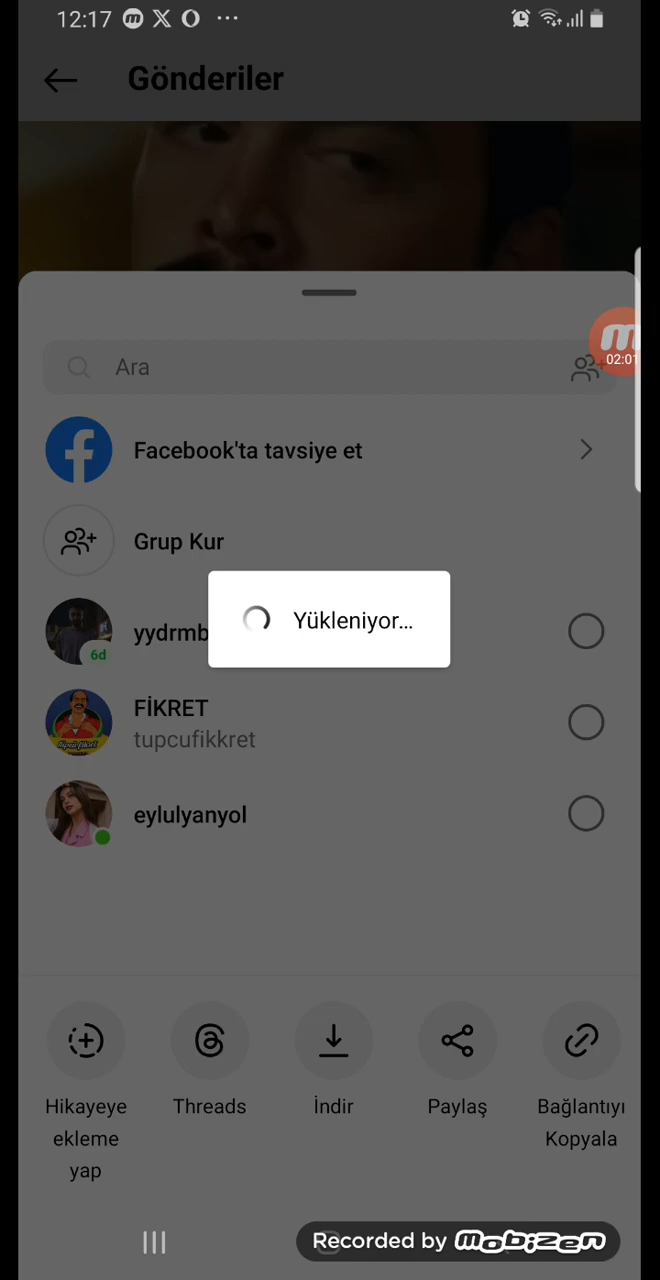 12:17
Gönderiler
Ara
02:01
Facebook'ta tavsiye et
Grup Kur
yydrmb
6d
Yükleniyor...
FİKRET
tupcufikkret
eylulyanyol
Hikayeye
ekleme
yap
Threads
İndir
Paylaş
Bağlantıyı
Kopyala
Recorded by mobizen